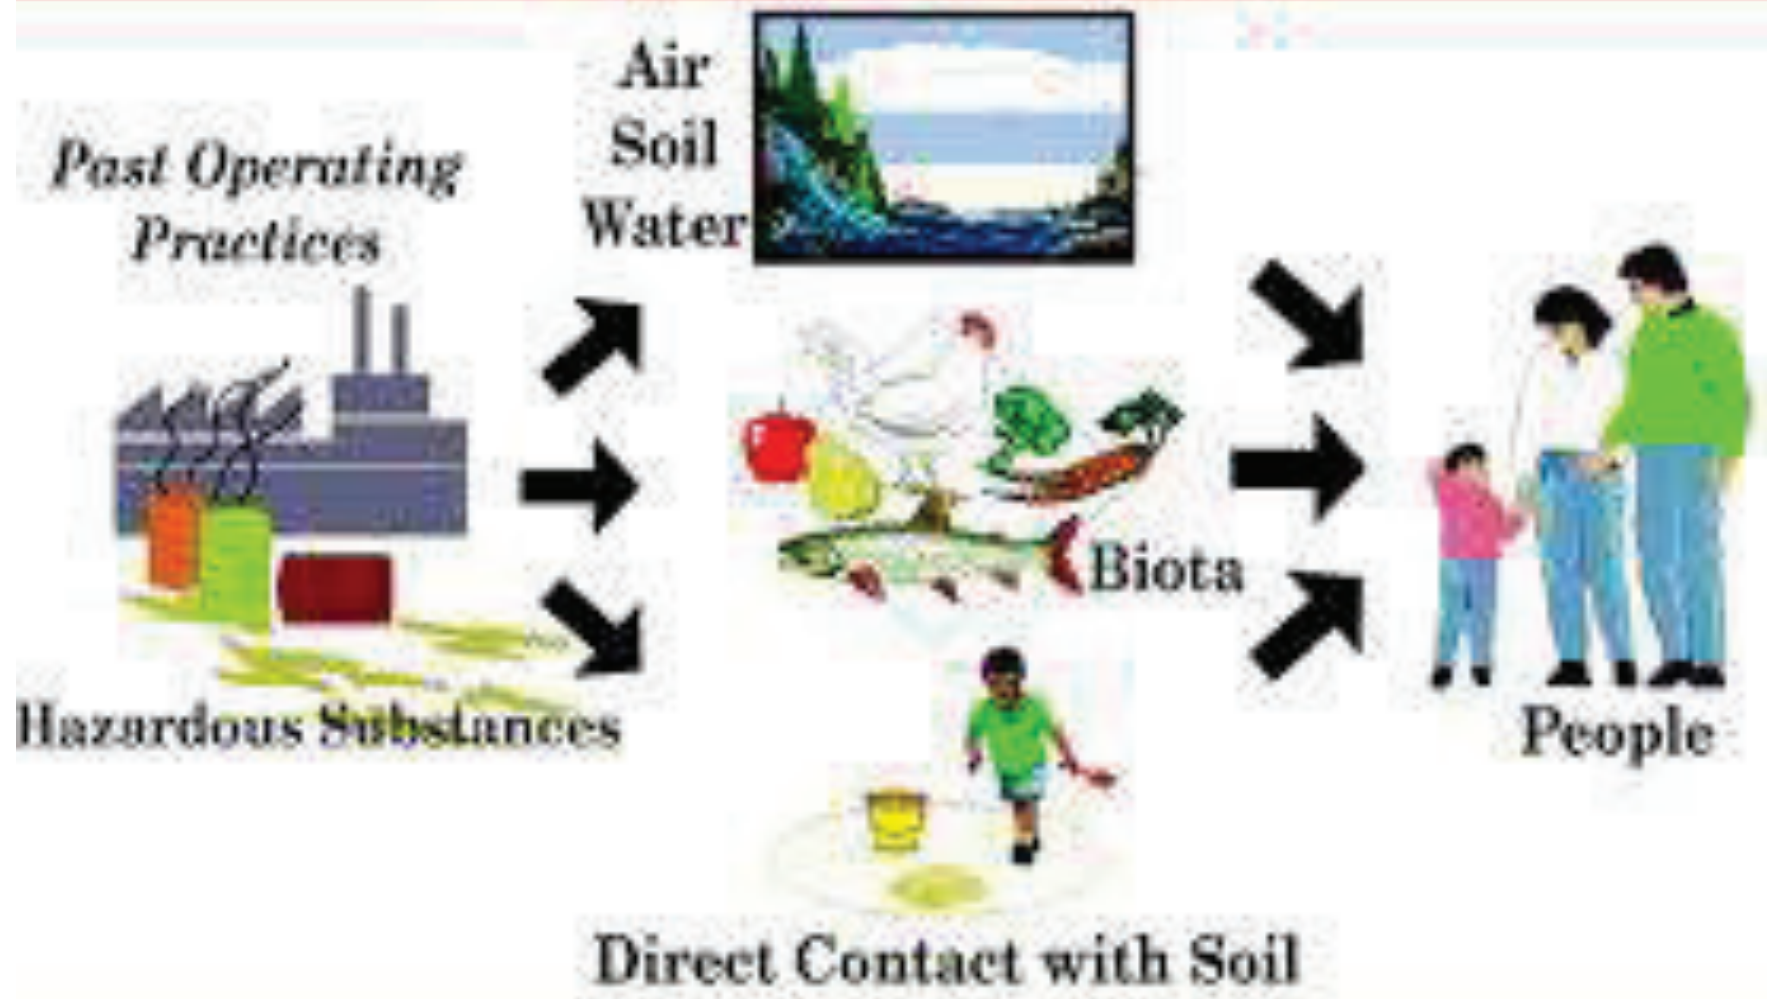 Past Operating
Practices
Hazardous Substances
Air
Soil
Water
Biota
Direct Contact with Soil
People